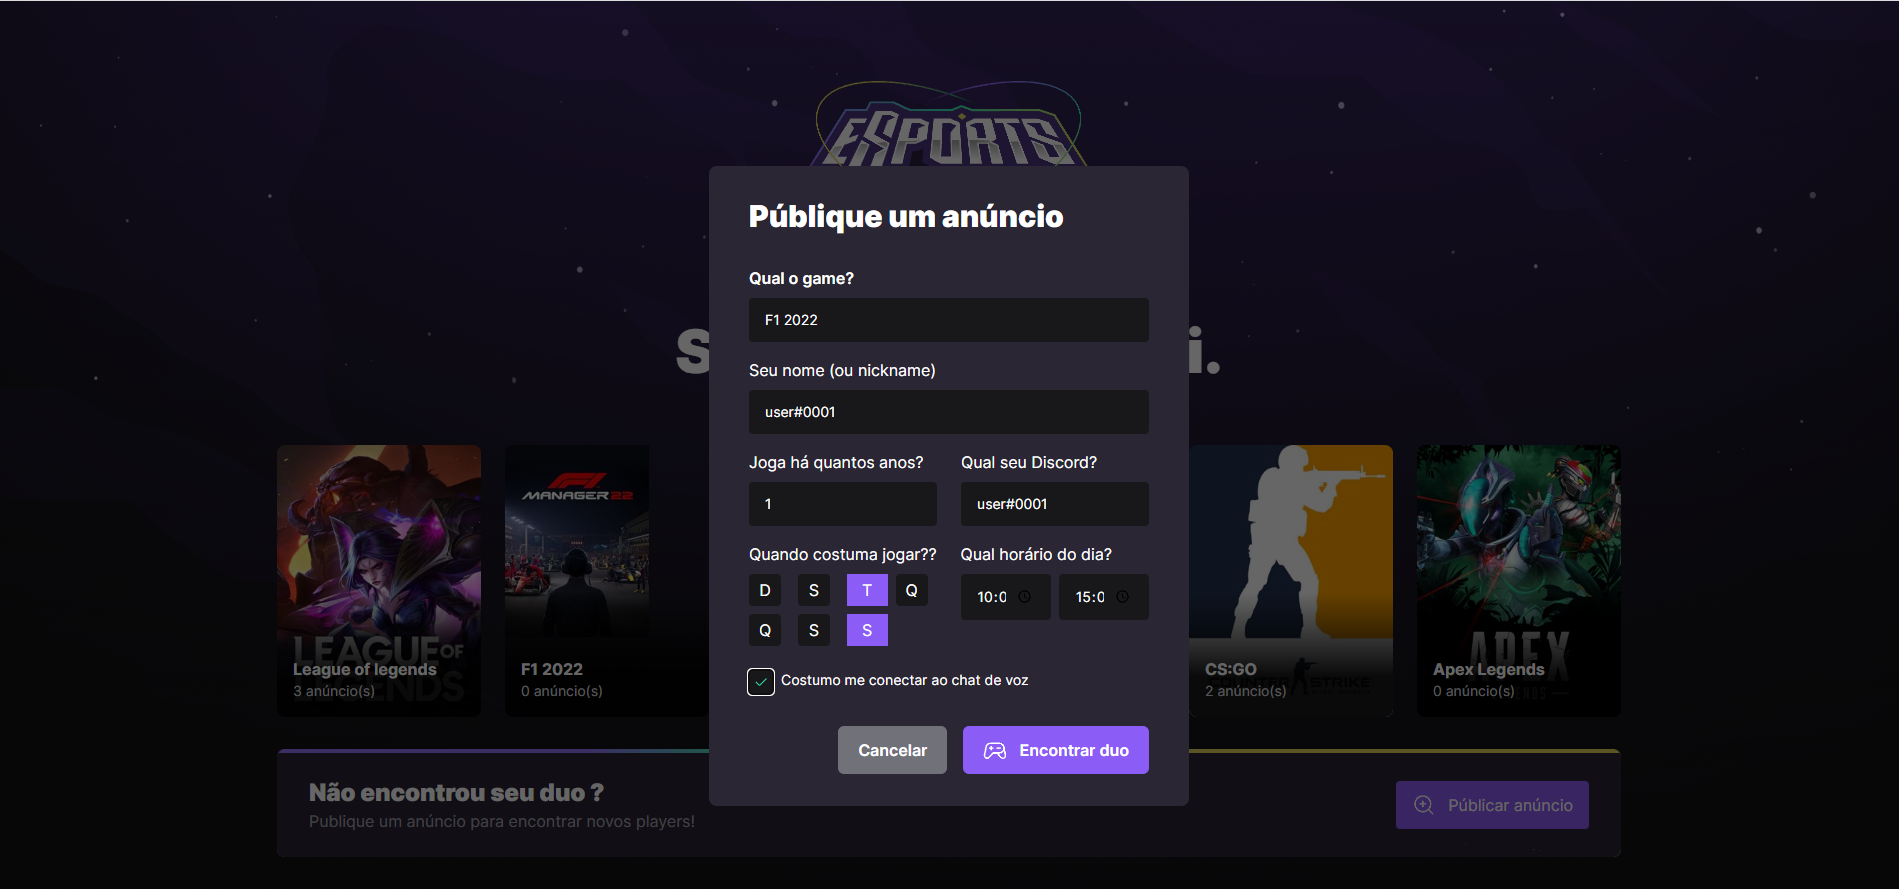 ESPORTS
Públique um anúncio
Qual o game?
F1 2022
Seu nome (ou nickname)
user#0001
Joga há quantos anos?
Qual seu Discord?
1
user#0001
Quando costuma jogar??
Qual horário do dia?
D S T Q
Q S S
10:0
15:0
Costumo me conectar ao chat de voz
Cancelar
Encontrar duo
S
i.
LEAGUE OF
LEGENDS
League of legends
3 anúncio(s)
F1
MANAGER 22
F1 2022
0 anúncio(s)
COUNTER STRIKE
CS:GO
2 anúncio(s)
APEX
Apex Legends
0 anúncio(s)
Não encontrou seu duo ?
Publique um anúncio para encontrar novos players!
Públicar anúncio